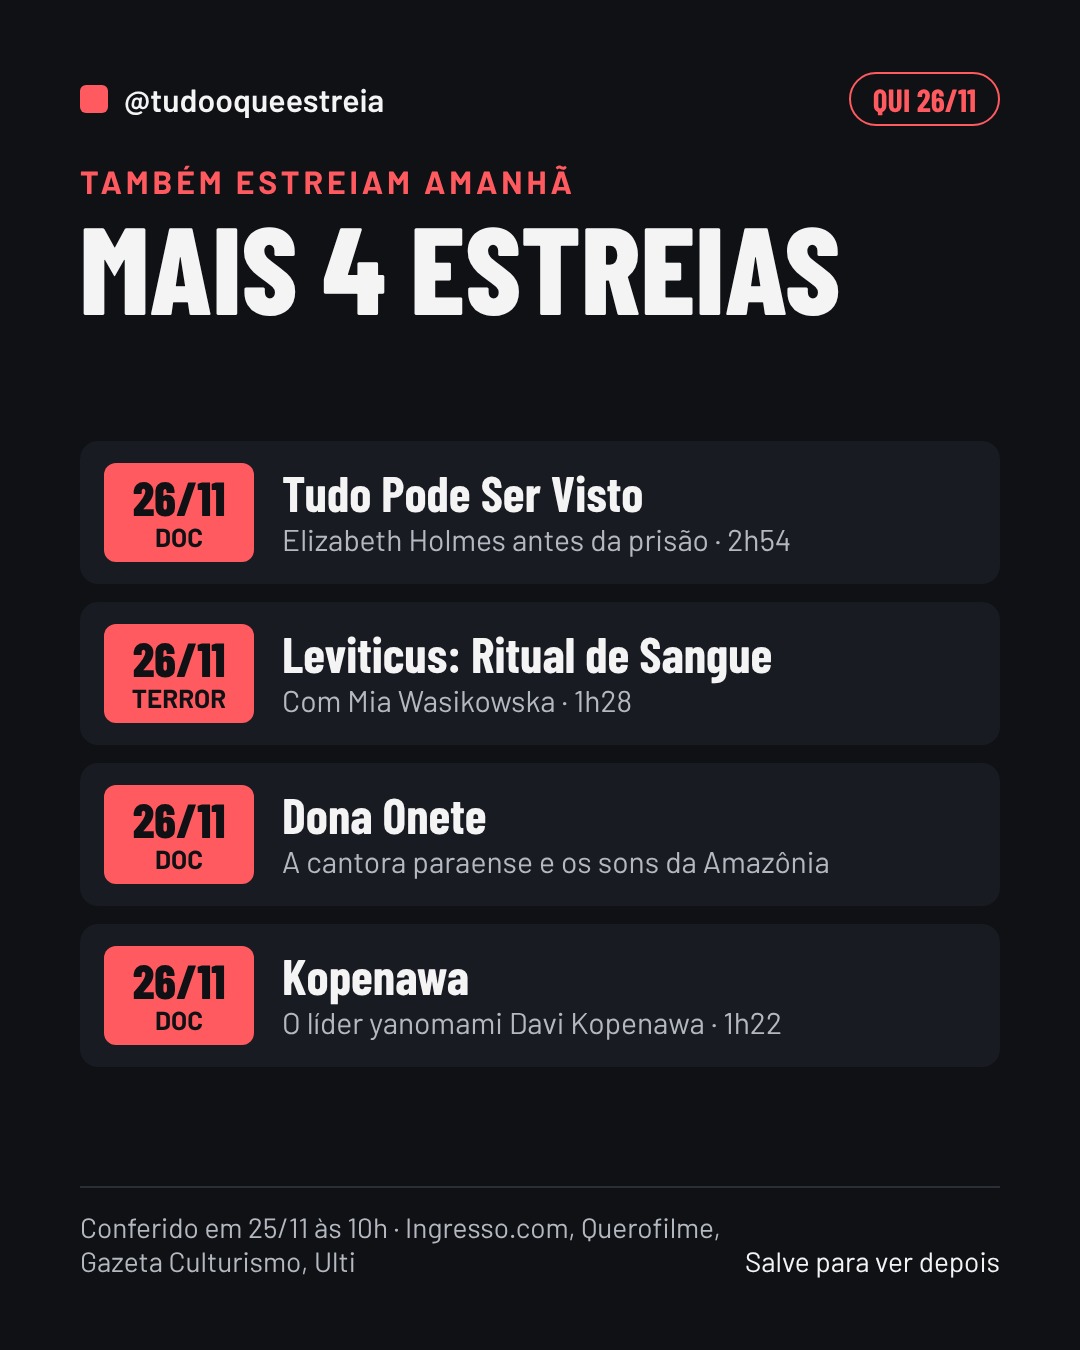 @tudooqueestreia
QUI 26/11
TAMBÉM ESTREIAM AMANHÃ
MAIS 4 ESTREIAS
26/11
DOC
Tudo Pode Ser Visto
Elizabeth Holmes antes da prisão · 2h54
26/11
TERROR
Leviticus: Ritual de Sangue
Com Mia Wasikowska · 1h28
26/11
DOC
Dona Onete
A cantora paraense e os sons da Amazônia
26/11
DOC
Kopenawa
O líder yanomami Davi Kopenawa · 1h22
Conferido em 25/11 às 10h · Ingresso.com, Querofilme,
Gazeta Culturismo, Ulti
Salve para ver depois